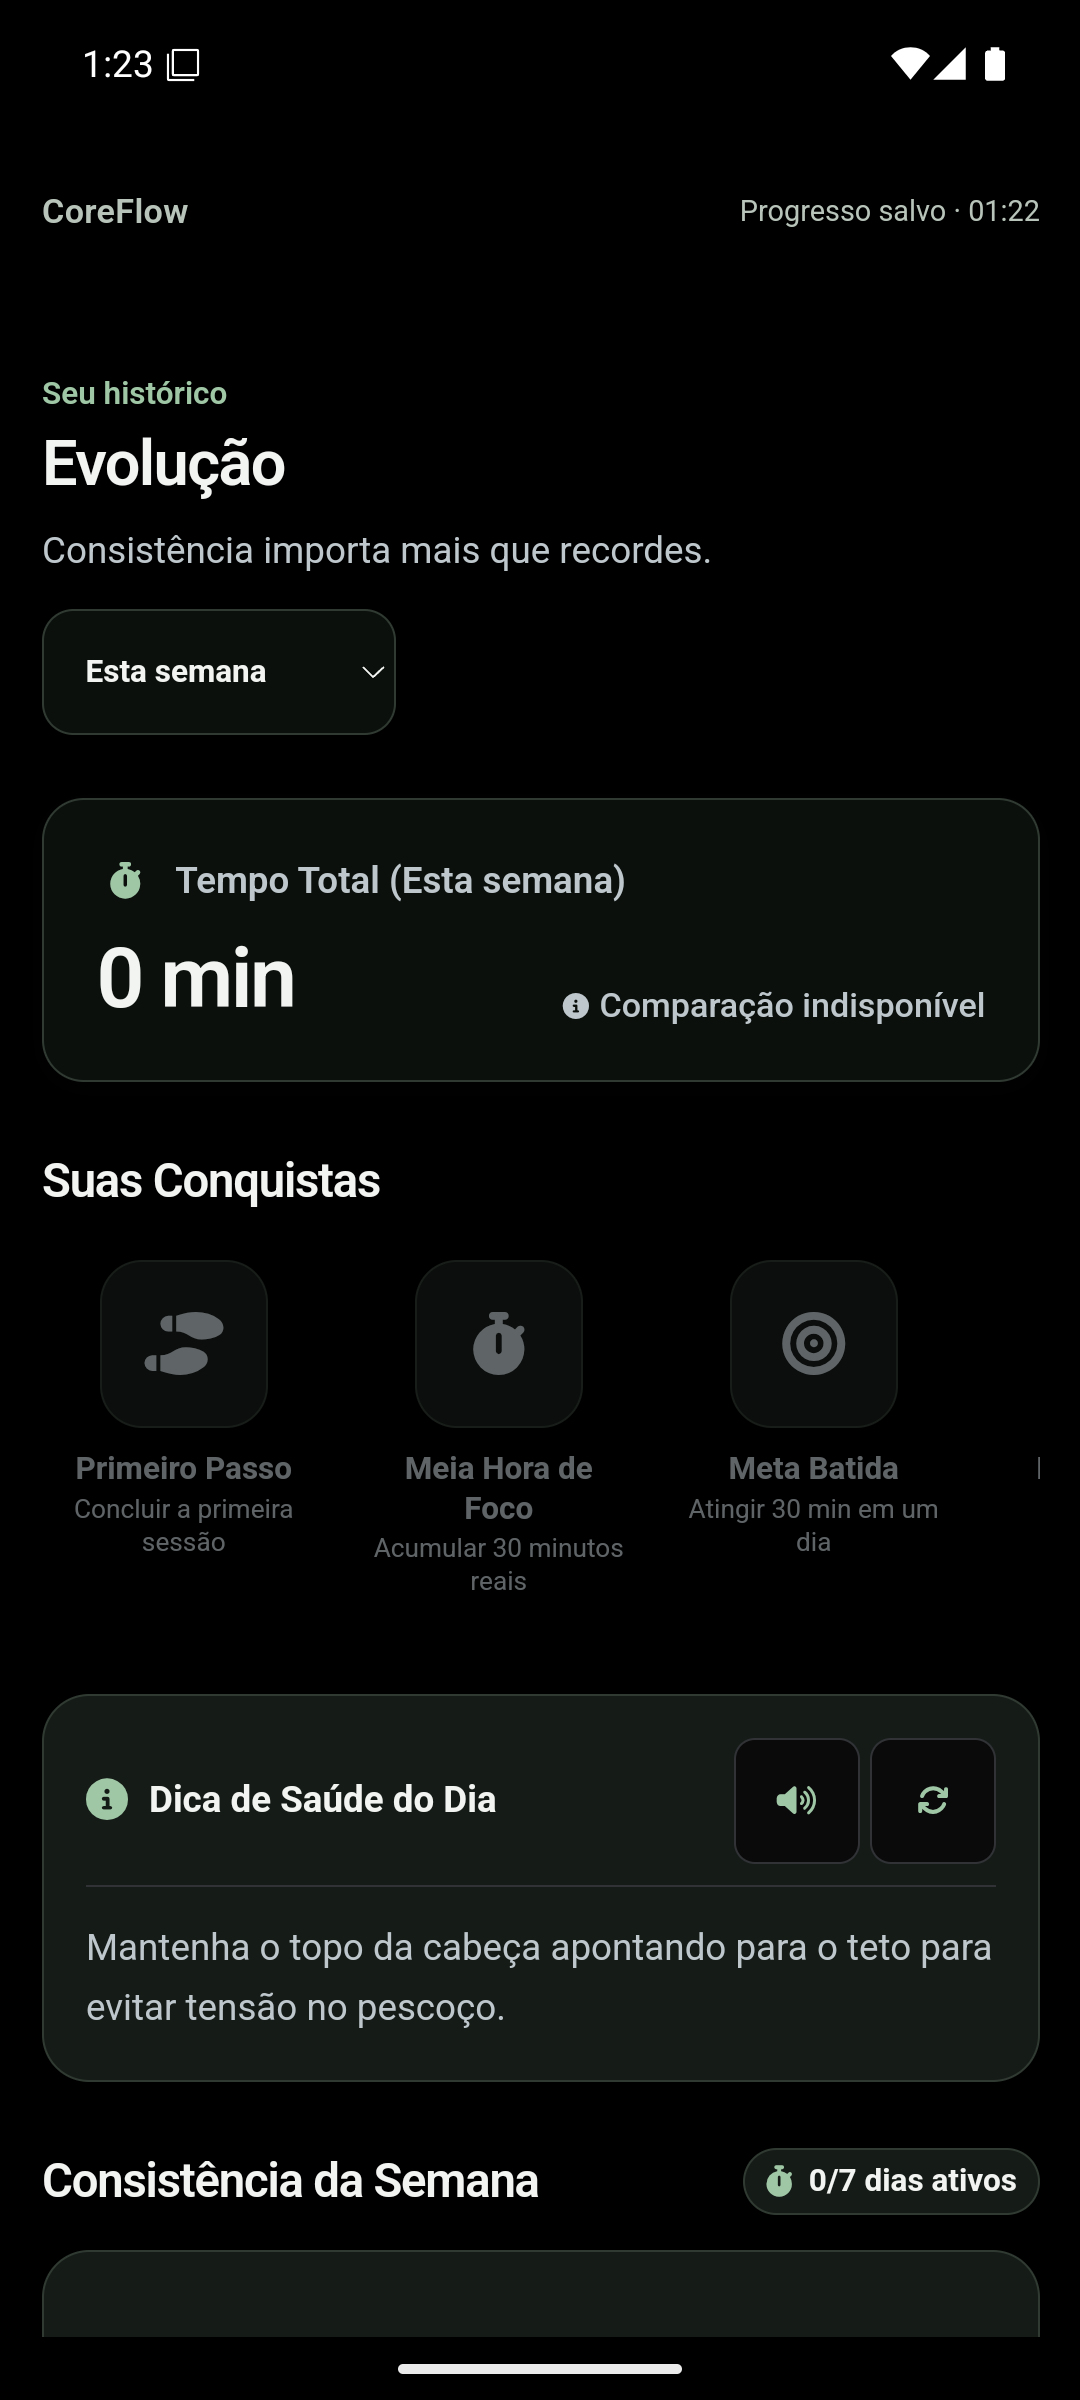 1:23
CoreFlow
Progresso salvo · 01:22
Seu histórico
Evolução
Consistência importa mais que recordes.
Esta semana
Tempo Total (Esta semana)
0 min
Comparação indisponível
Suas Conquistas
Primeiro Passo
Concluir a primeira
sessão
Meia Hora de
Foco
Acumular 30 minutos
reais
Meta Batida
Atingir 30 min em um
dia
Dica de Saúde do Dia
Mantenha o topo da cabeça apontando para o teto para
evitar tensão no pescoço.
Consistência da Semana
0/7 dias ativos